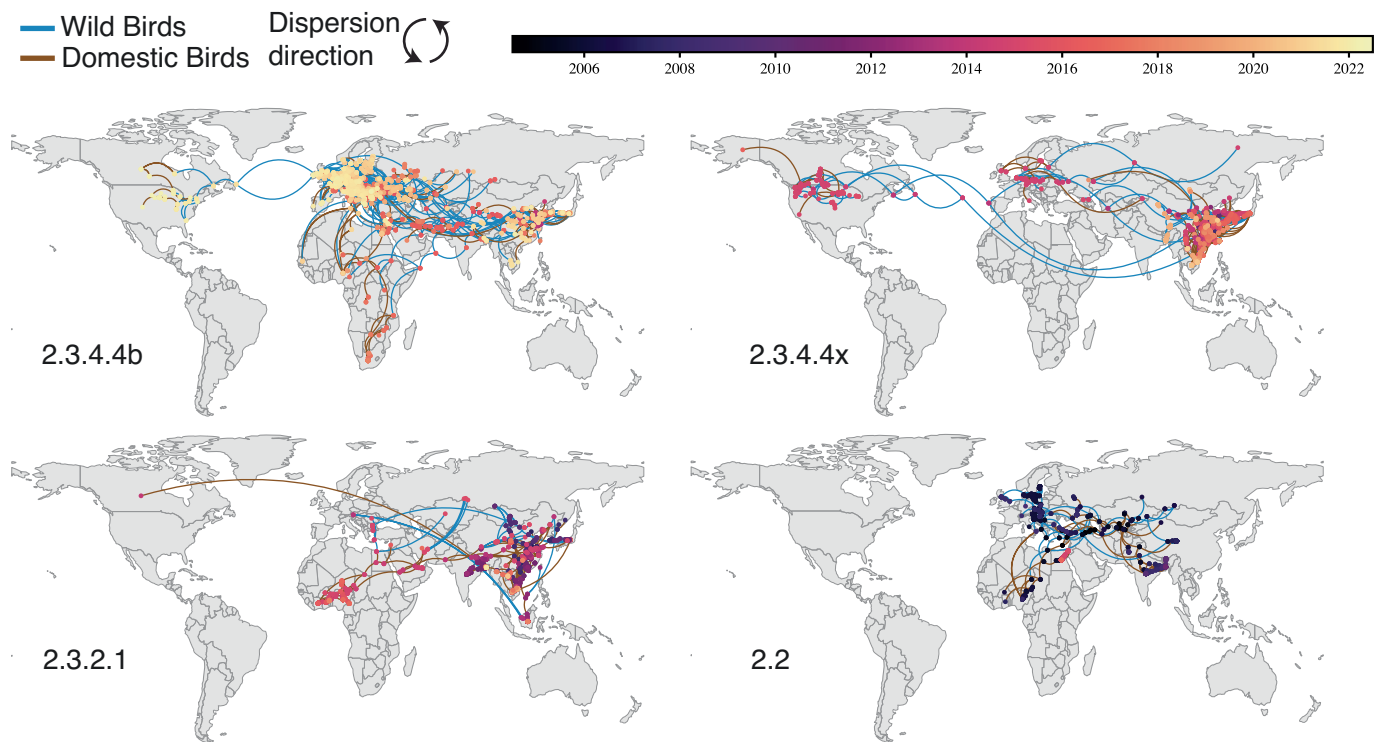 Wild Birds
Domestic Birds
Dispersion
direction
2006 2008 2010 2012 2014 2016 2018 2020 2022
2.3.4.4b
2.3.4.4x
2.3.2.1
2.2